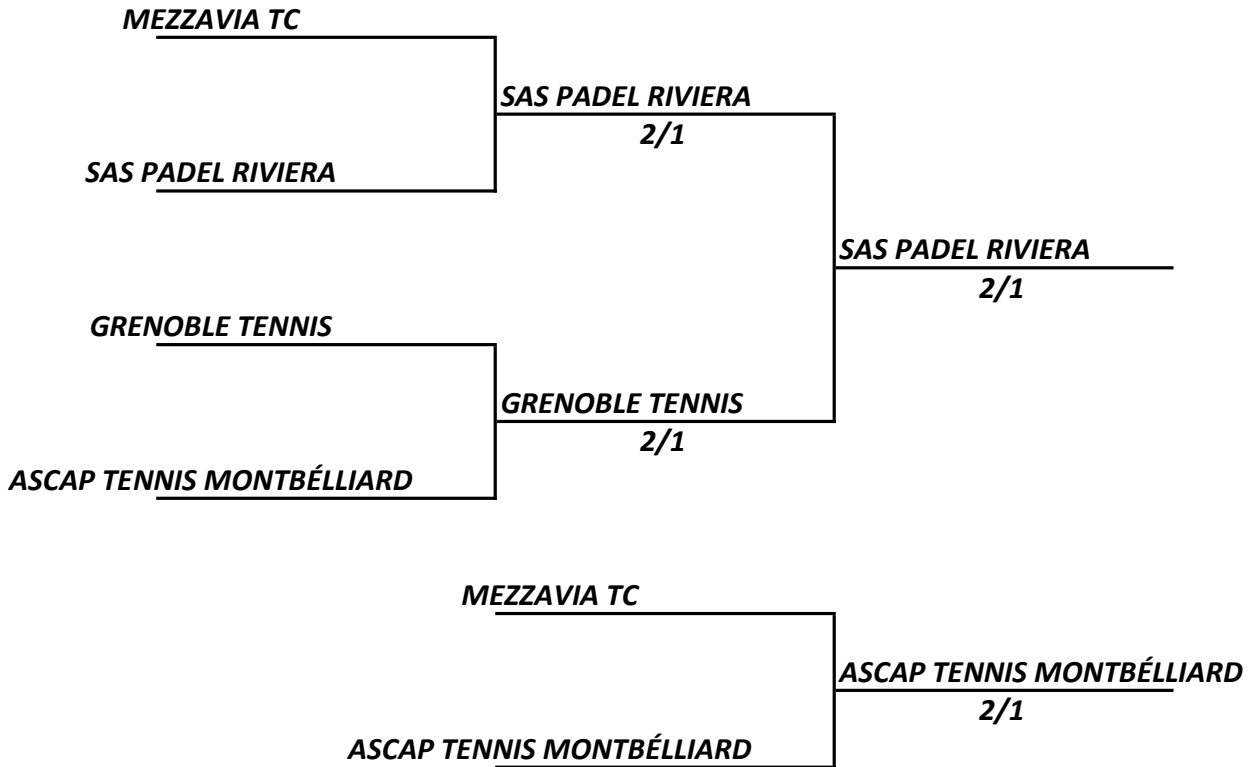 MEZZAVIA TC
SAS PADEL RIVIERA
2/1
SAS PADEL RIVIERA
SAS PADEL RIVIERA
2/1
GRENOBLE TENNIS
GRENOBLE TENNIS
2/1
ASCAP TENNIS MONTBÉLLIARD
MEZZAVIA TC
ASCAP TENNIS MONTBÉLLIARD
2/1
ASCAP TENNIS MONTBÉLLIARD